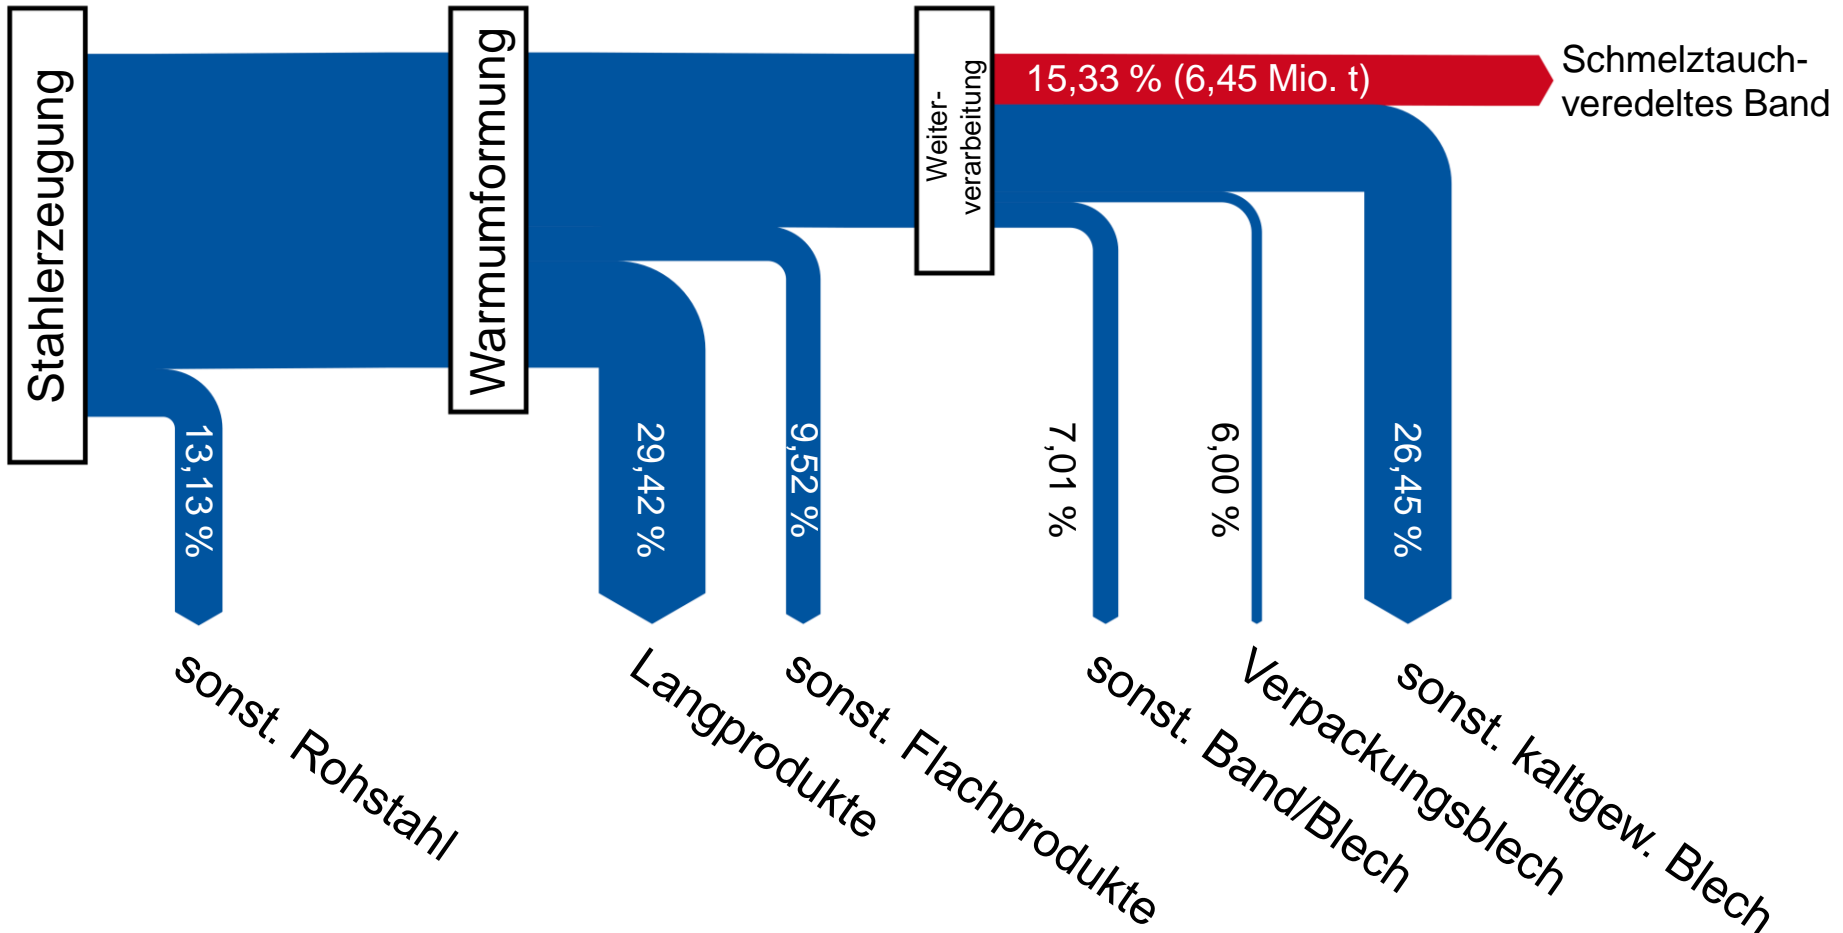 Stahlerzeugung
Warmumformung
Weiter-
verarbeitung
15,33 % (6,45 Mio. t)
Schmelztauch-
veredeltes Band
13,13 %
29,42 %
9,52 %
7,01 %
6,00 %
26,45 %
sonst. Rohstahl
Langprodukte
sonst. Flachprodukte
sonst. Band/Blech
Verpackungsblech
sonst. kaltgew. Blech